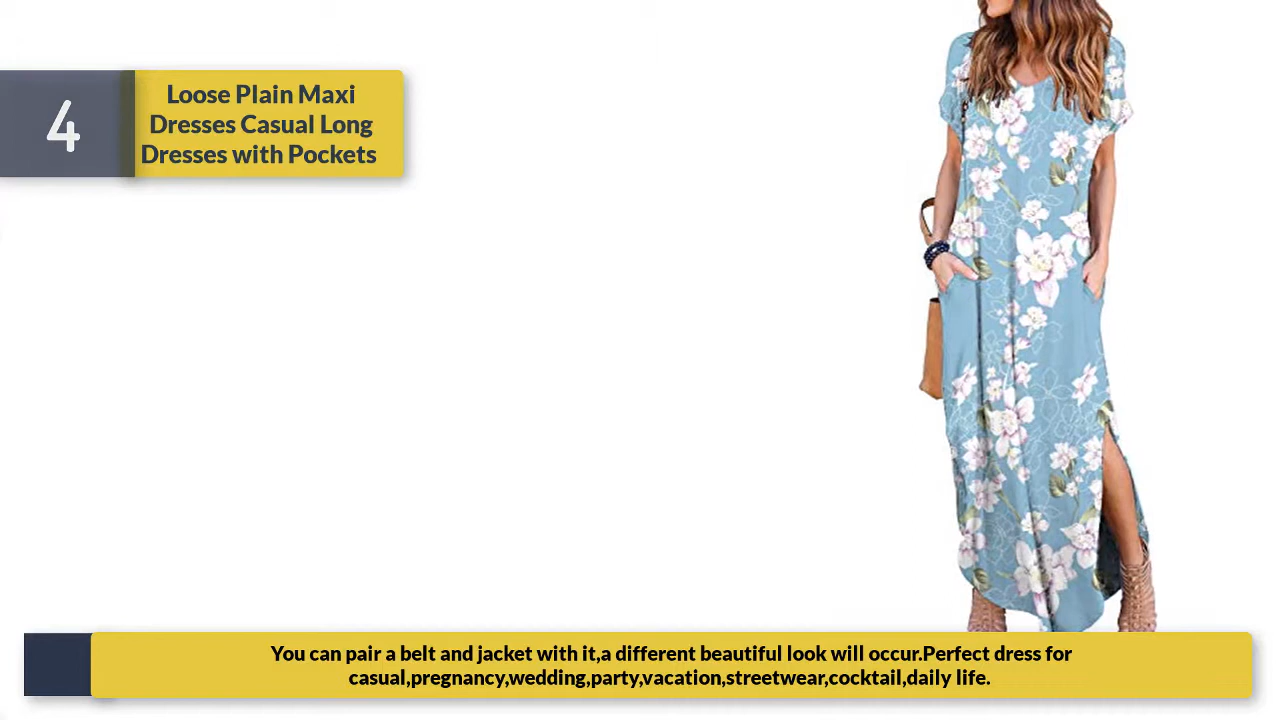 4
Loose Plain Maxi
Dresses Casual Long
Dresses with Pockets
You can pair a belt and jacket with it,a different beautiful look will occur.Perfect dress for
casual,pregnancy,wedding,party,vacation,streetwear,cocktail,daily life.